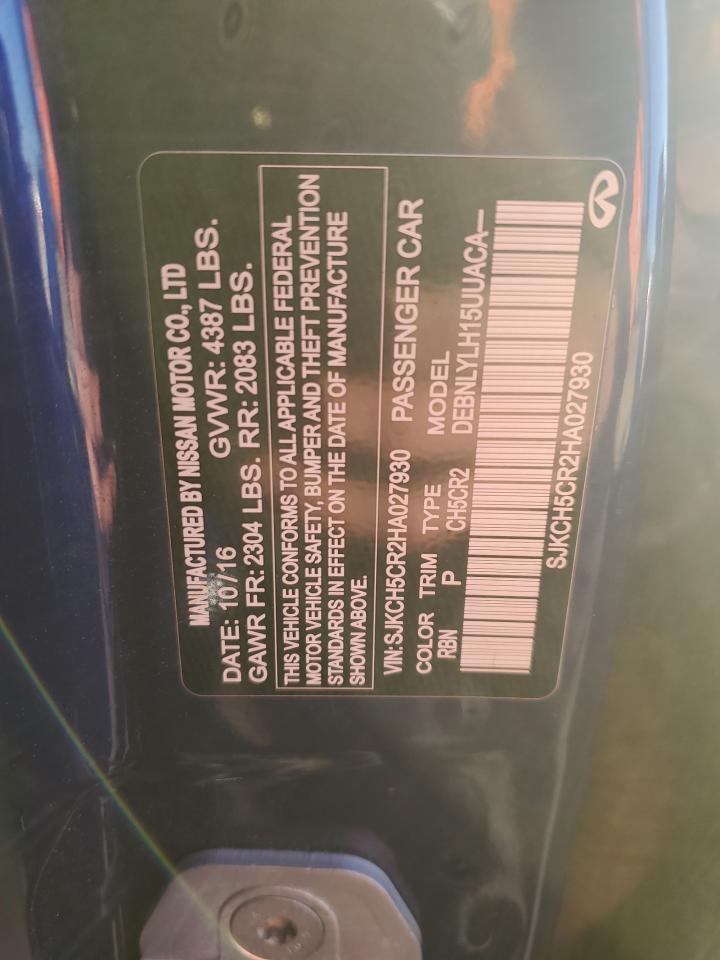 MANUFACTURED BY NISSAN MOTOR CO., LTD
DATE: 10/16 GVWR: 4387 LBS.
GAWR FR: 2304 LBS. RR: 2083 LBS.
THIS VEHICLE CONFORMS TO ALL APPLICABLE FEDERAL
MOTOR VEHICLE SAFETY, BUMPER AND THEFT PREVENTION
STANDARDS IN EFFECT ON THE DATE OF MANUFACTURE
SHOWN ABOVE.
VIN:SJKCH5CR2HA027930 PASSENGER CAR
COLOR TRIM TYPE MODEL
RBN P CH5CR2 DEBNLYLH15UUACA—
SJKCH5CR2HA027930